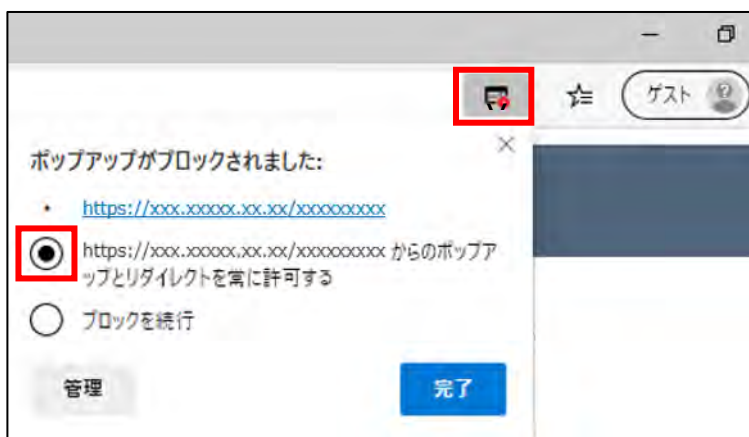 ゲスト
ポップアップがブロックされました:
• https://xxx.xxxxx.xx.xx/xxxxxxxxx
https://xxx.xxxxx.xx.xx/xxxxxxxxx からのポップア
ップとリダイレクトを常に許可する
ブロックを続行
管理
完了